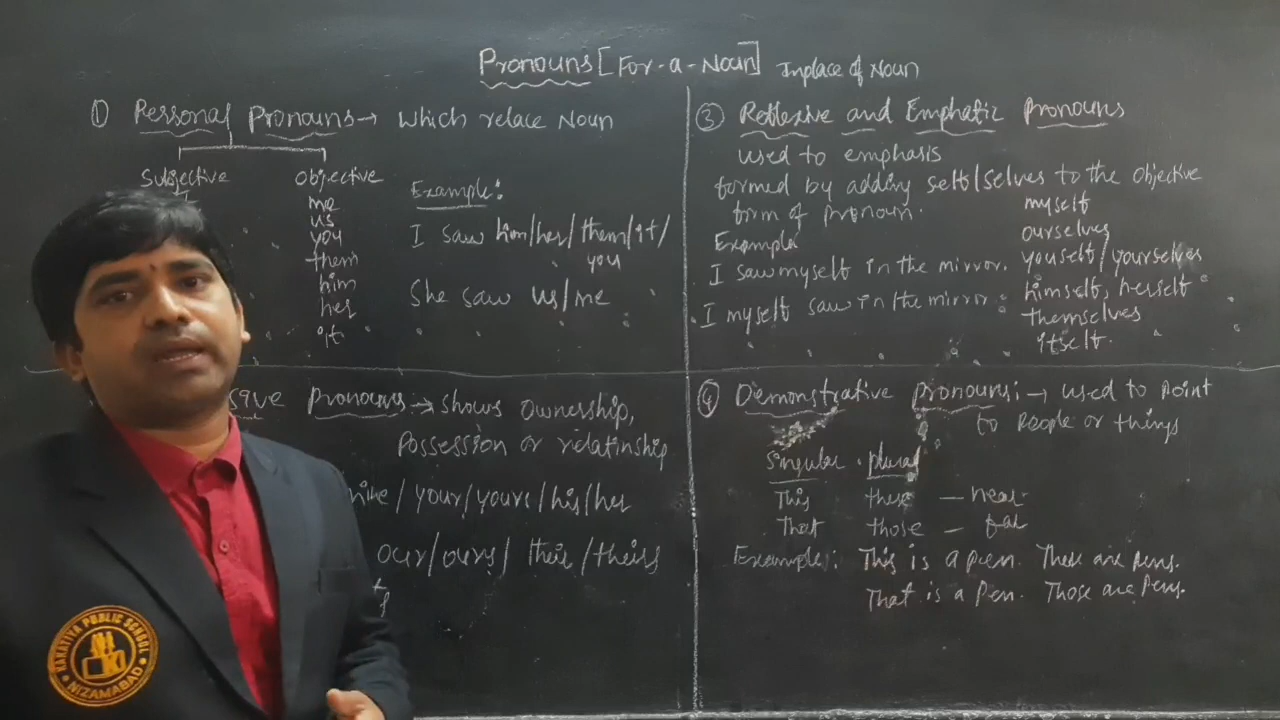 Pronouns [For-a-Noun] Inplace of Noun
① Personal Pronouns → which relace Noun
Subjective
I
objective
me
us
you
them
him
her
it
Example:
I saw him/her/them/it/
you
She saw us/me
③ Reflexive and Emphatic Pronouns
used to emphasis
formed by adding self/selves to the objective
form of pronoun.
Example
I saw myself in the mirror.
I myself saw in the mirror.
myself
ourselves
youself/yourselves
himself, herself
themselves
itself.
Pronouns → shows ownership,
Possession or relatinship
/your/yours/his/her
our/ours/their/theirs
④ Demonstrative pronouns: → used to point
to people or things
Singular plural
This these — near
That those — far
Example: This is a pen. These are pens.
That is a pen. Those are pens.
KAKATIYA PUBLIC SCHOOL
NIZAMABAD